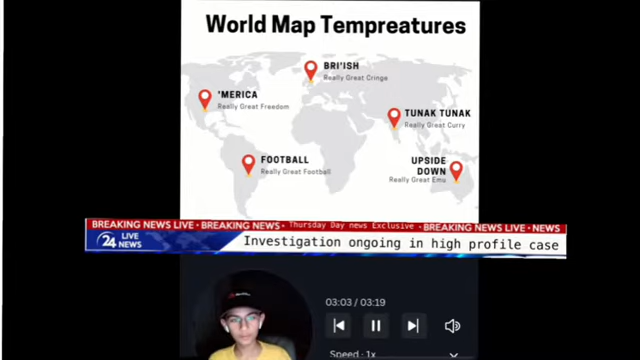 World Map Tempreatures
BRI'ISH
Really Great Cringe
'MERICA
Really Great Freedom
TUNAK TUNAK
Really Great Curry
FOOTBALL
Really Great Football
UPSIDE
DOWN
Really Great Emu
BREAKING NEWS LIVE • BREAKING NEWS • Thursday Day news Exclusive • BREAKING NEWS LIVE • NEWS
24 LIVE
NEWS
Investigation ongoing in high profile case
03:03 / 03:19
Speed · 1x